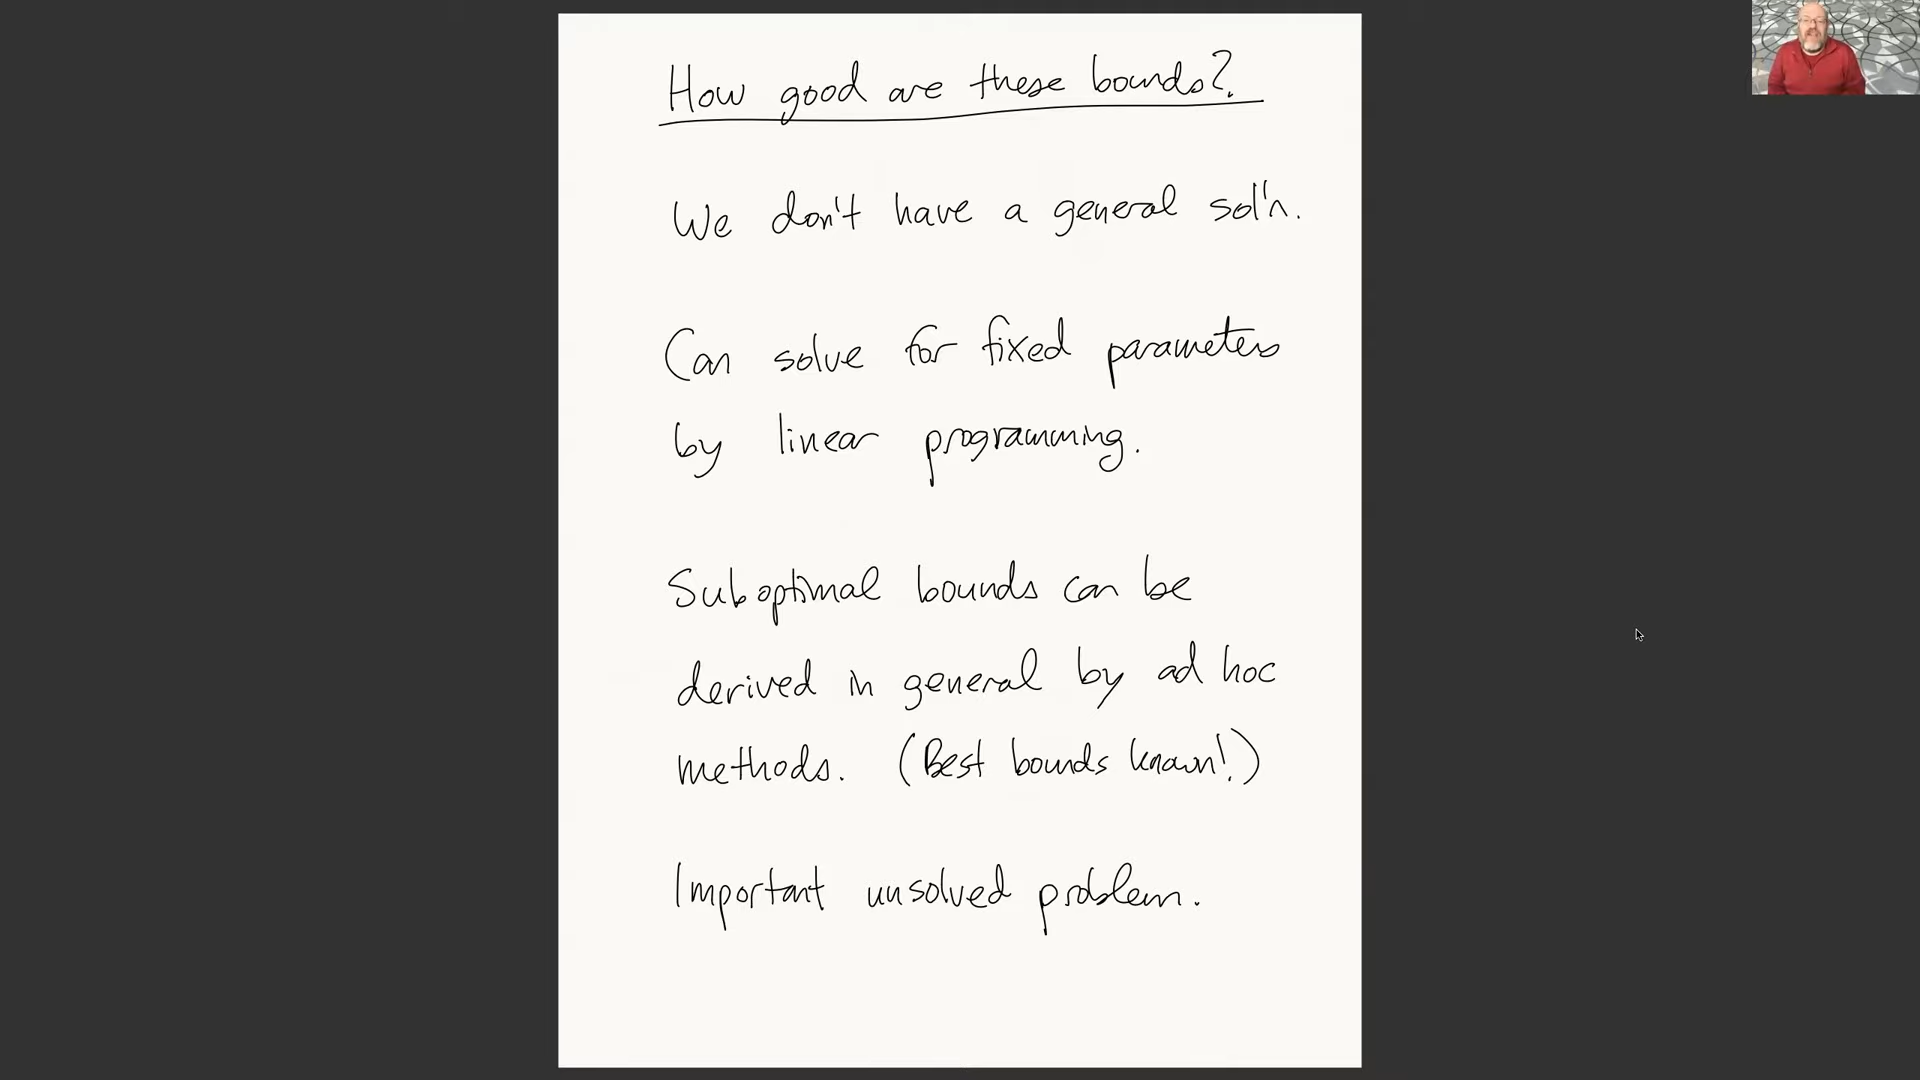 How good are these bounds?
We don't have a general sol'n.
Can solve for fixed parameters
by linear programming.
Suboptimal bounds can be
derived in general by ad hoc
methods. (Best bounds known!)
Important unsolved problem.